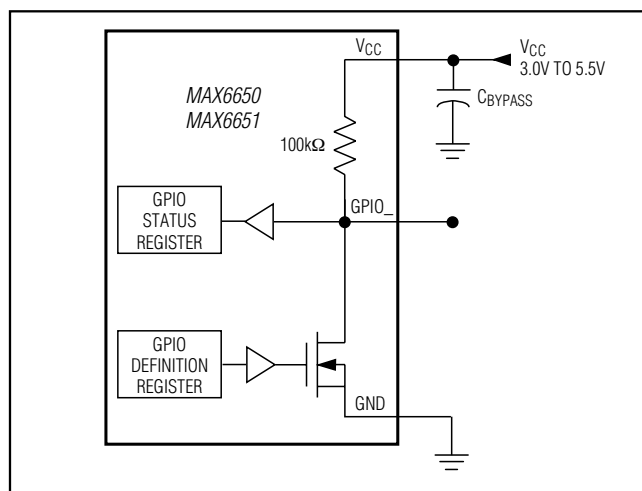 VCC
VCC
3.0V TO 5.5V
MAX6650
MAX6651
CBYPASS
100kΩ
GPIO
STATUS
REGISTER
GPIO_
GPIO
DEFINITION
REGISTER
GND